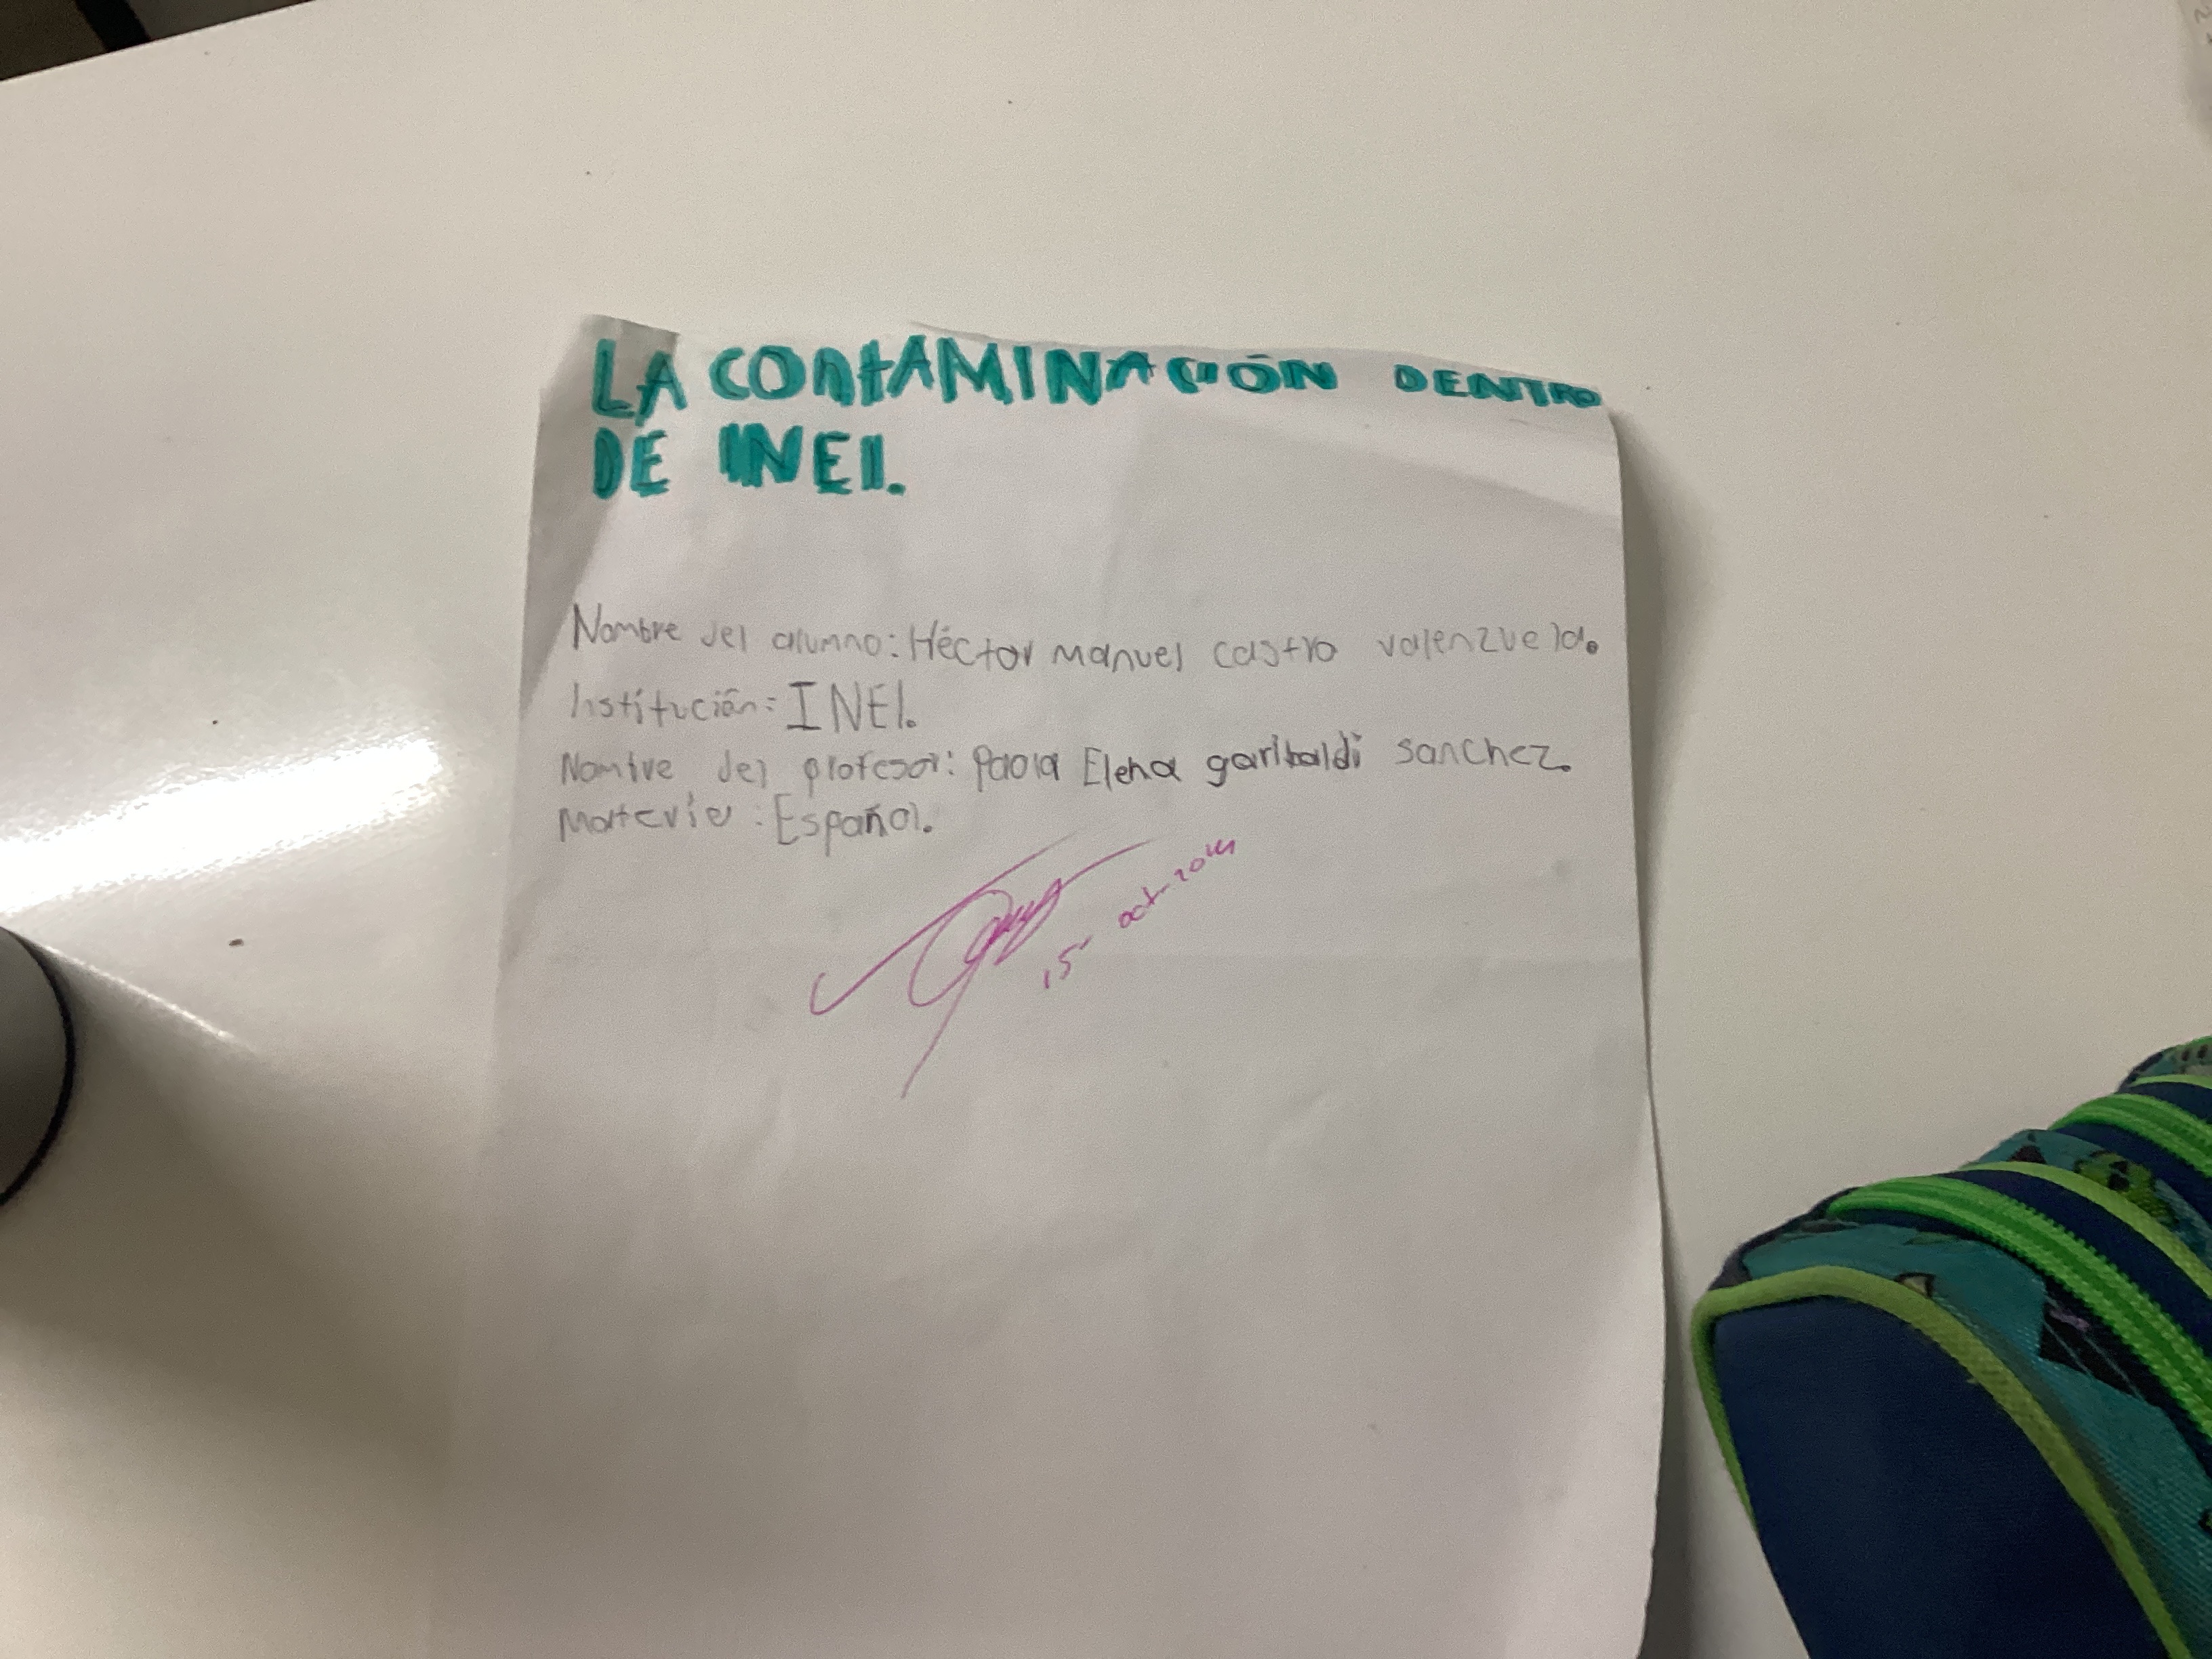 LA CONtAMINACIÓN DENTRO
DE INEI.
Nombre del alumno: Héctor Manuel castro valenzuela.
Institución: INEI.
Nombre del profesor: paola Elena garibaldi sanchez.
Materia: Español.
15- oct-